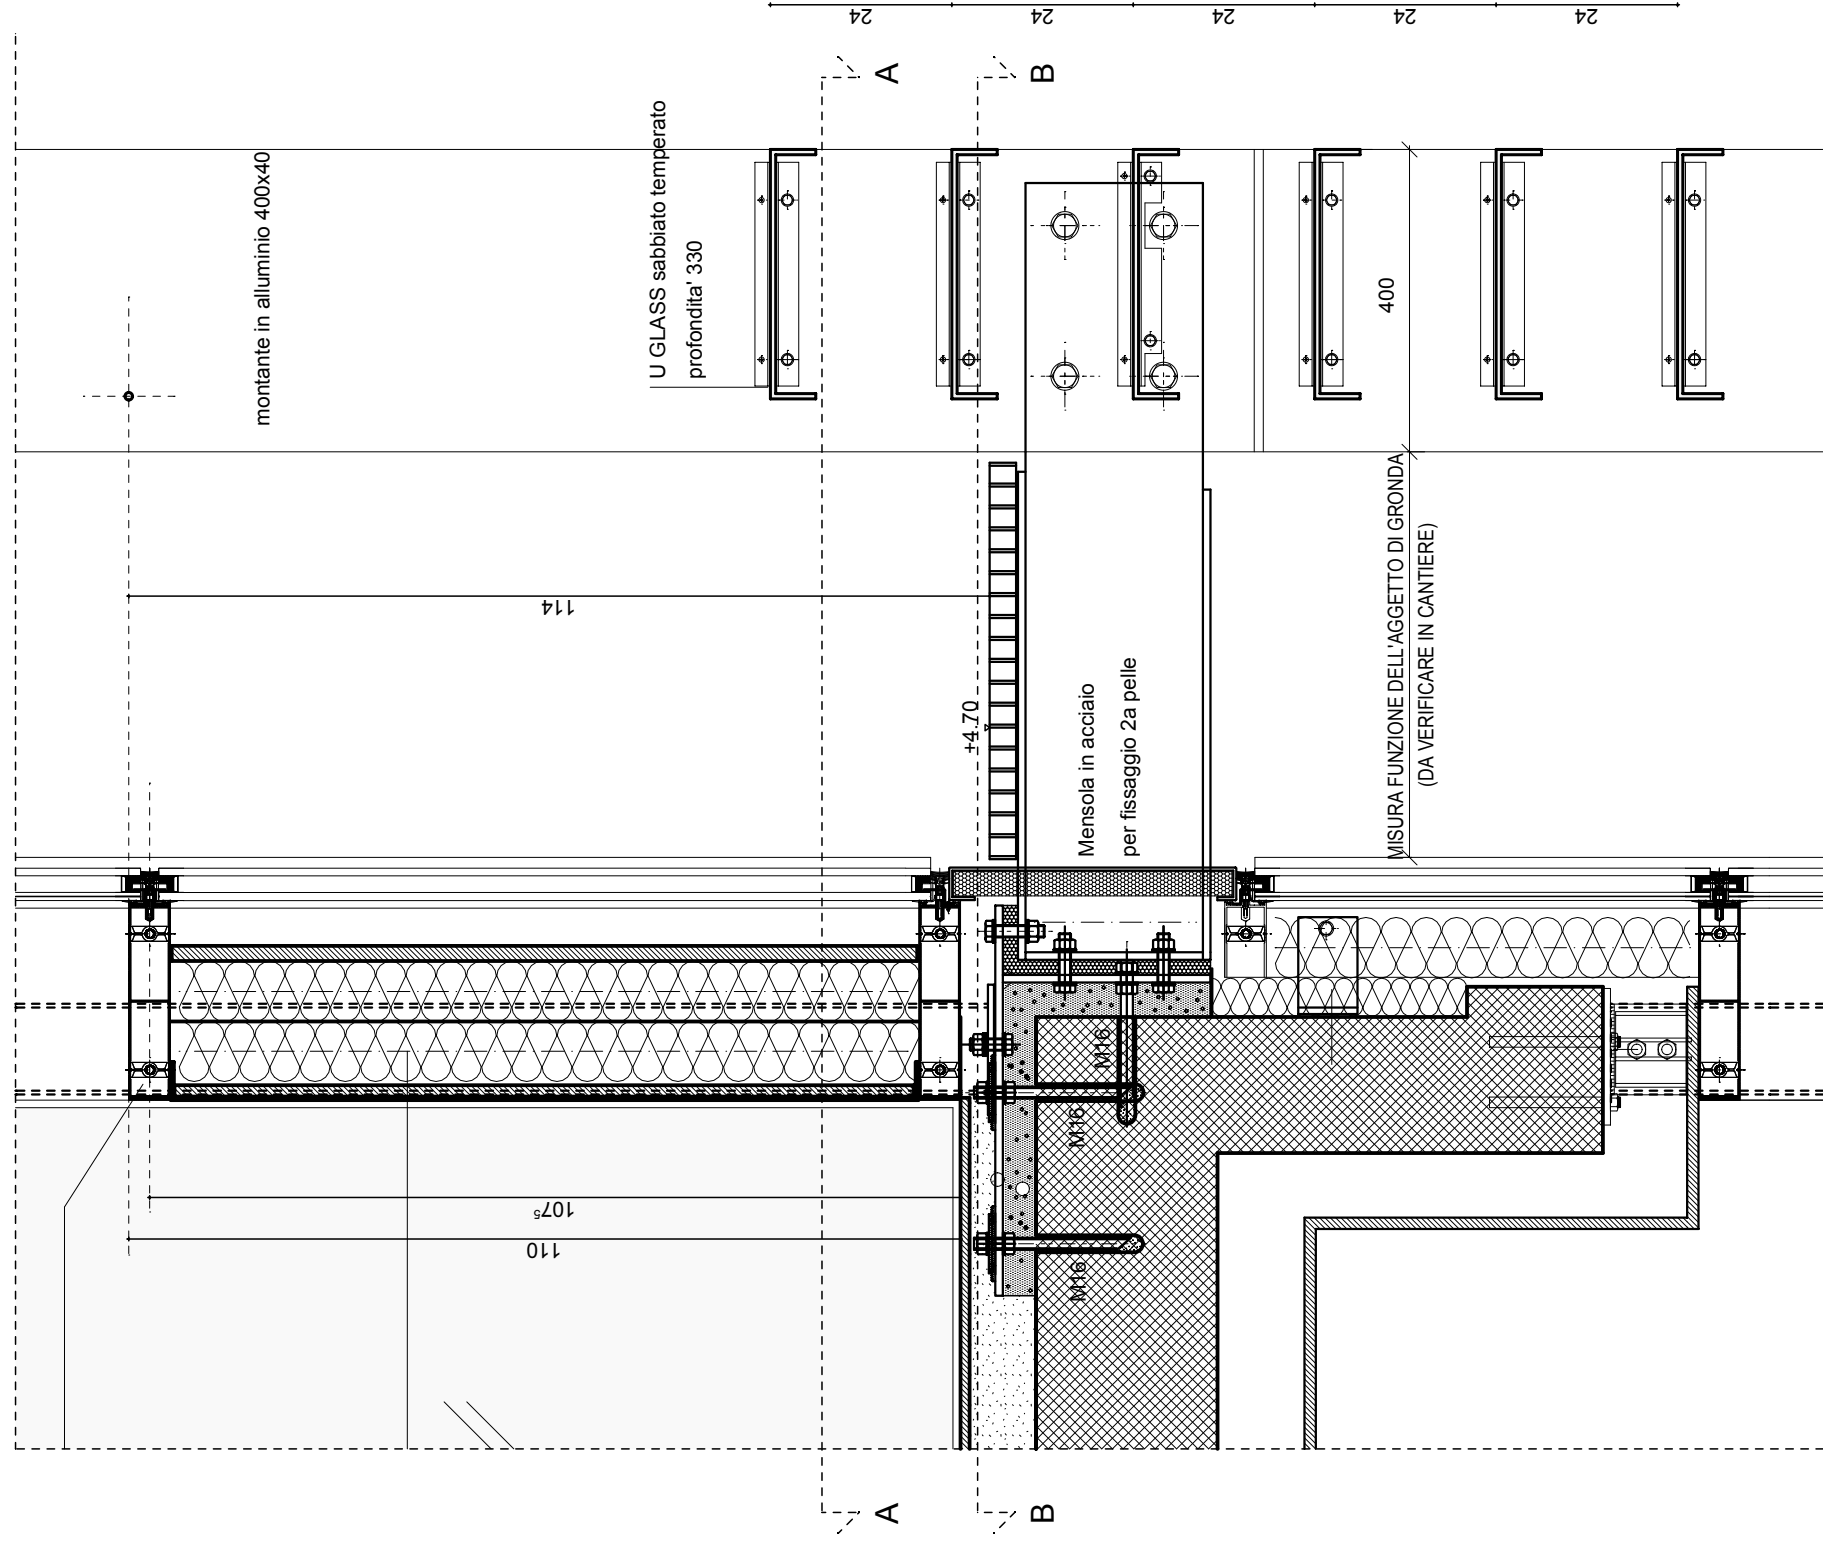 24
24
24
24
24
A
B
montante in alluminio 400x40
U GLASS sabbiato temperato
profondita' 330
400
114
+4.70
Mensola in acciaio
per fissaggio 2a pelle
MISURA FUNZIONE DELL'AGGETTO DI GRONDA
(DA VERIFICARE IN CANTIERE)
M16
M16
M16
107⁵
110
A
B